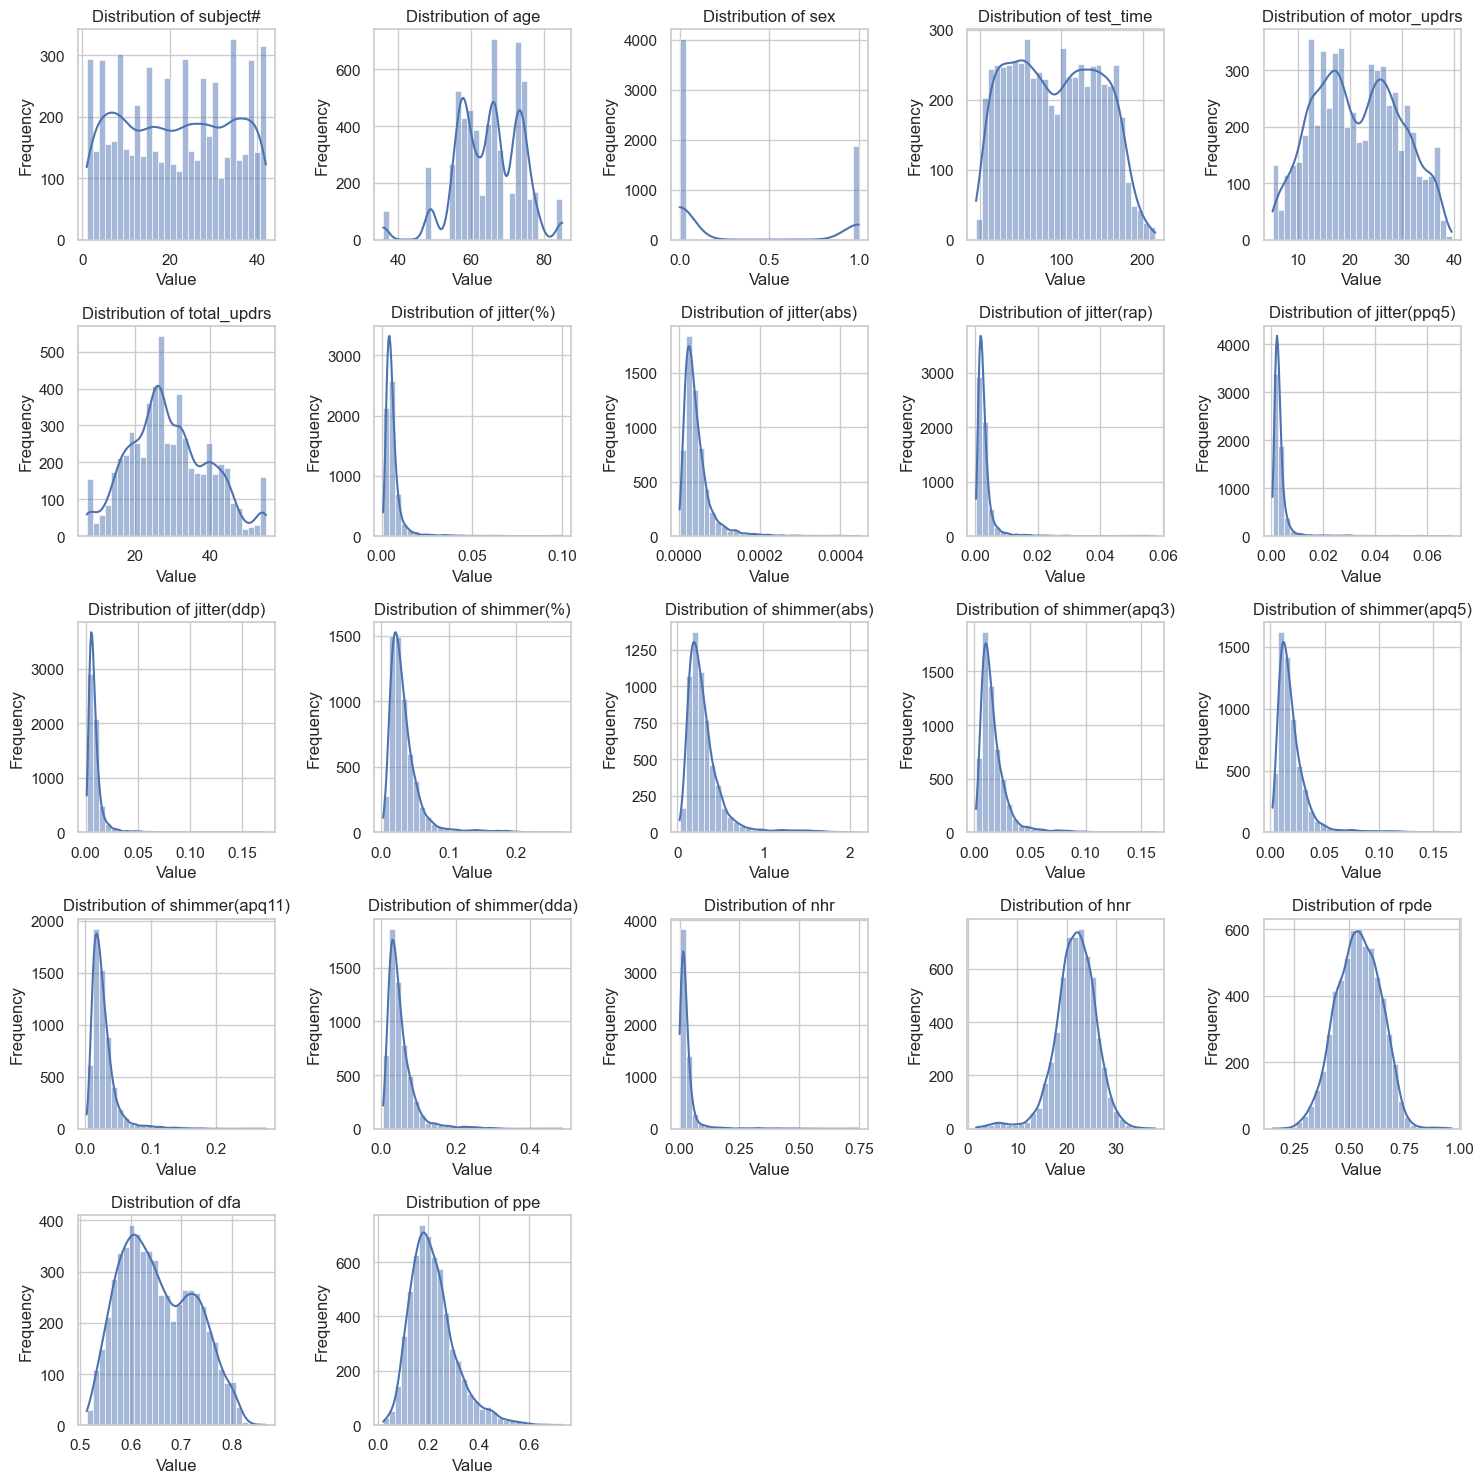 Distribution of subject#
Frequency
300
200
100
0
0 20 40
Value
Distribution of age
Frequency
600
400
200
0
40 60 80
Value
Distribution of sex
Frequency
4000
3000
2000
1000
0
0.0 0.5 1.0
Value
Distribution of test_time
Frequency
300
200
100
0
0 100 200
Value
Distribution of motor_updrs
Frequency
300
200
100
0
10 20 30 40
Value
Distribution of total_updrs
Frequency
500
400
300
200
100
0
20 40
Value
Distribution of jitter(%)
Frequency
3000
2000
1000
0
0.00 0.05 0.10
Value
Distribution of jitter(abs)
Frequency
1500
1000
500
0
0.0000 0.0002 0.0004
Value
Distribution of jitter(rap)
Frequency
3000
2000
1000
0
0.00 0.02 0.04 0.06
Value
Distribution of jitter(ppq5)
Frequency
4000
3000
2000
1000
0
0.00 0.02 0.04 0.06
Value
Distribution of jitter(ddp)
Frequency
3000
2000
1000
0
0.00 0.05 0.10 0.15
Value
Distribution of shimmer(%)
Frequency
1500
1000
500
0
0.0 0.1 0.2
Value
Distribution of shimmer(abs)
Frequency
1250
1000
750
500
250
0
0 1 2
Value
Distribution of shimmer(apq3)
Frequency
1500
1000
500
0
0.00 0.05 0.10 0.15
Value
Distribution of shimmer(apq5)
Frequency
1500
1000
500
0
0.00 0.05 0.10 0.15
Value
Distribution of shimmer(apq11)
Frequency
2000
1500
1000
500
0
0.0 0.1 0.2
Value
Distribution of shimmer(dda)
Frequency
1500
1000
500
0
0.0 0.2 0.4
Value
Distribution of nhr
Frequency
4000
3000
2000
1000
0
0.00 0.25 0.50 0.75
Value
Distribution of hnr
Frequency
600
400
200
0
0 10 20 30
Value
Distribution of rpde
Frequency
600
400
200
0
0.25 0.50 0.75 1.00
Value
Distribution of dfa
Frequency
400
300
200
100
0
0.5 0.6 0.7 0.8
Value
Distribution of ppe
Frequency
600
400
200
0
0.0 0.2 0.4 0.6
Value